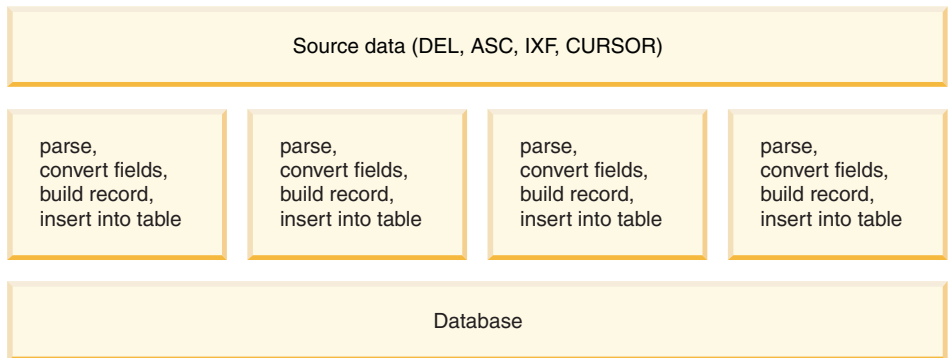 Source data (DEL, ASC, IXF, CURSOR)
parse,
convert fields,
build record,
insert into table
parse,
convert fields,
build record,
insert into table
parse,
convert fields,
build record,
insert into table
parse,
convert fields,
build record,
insert into table
Database